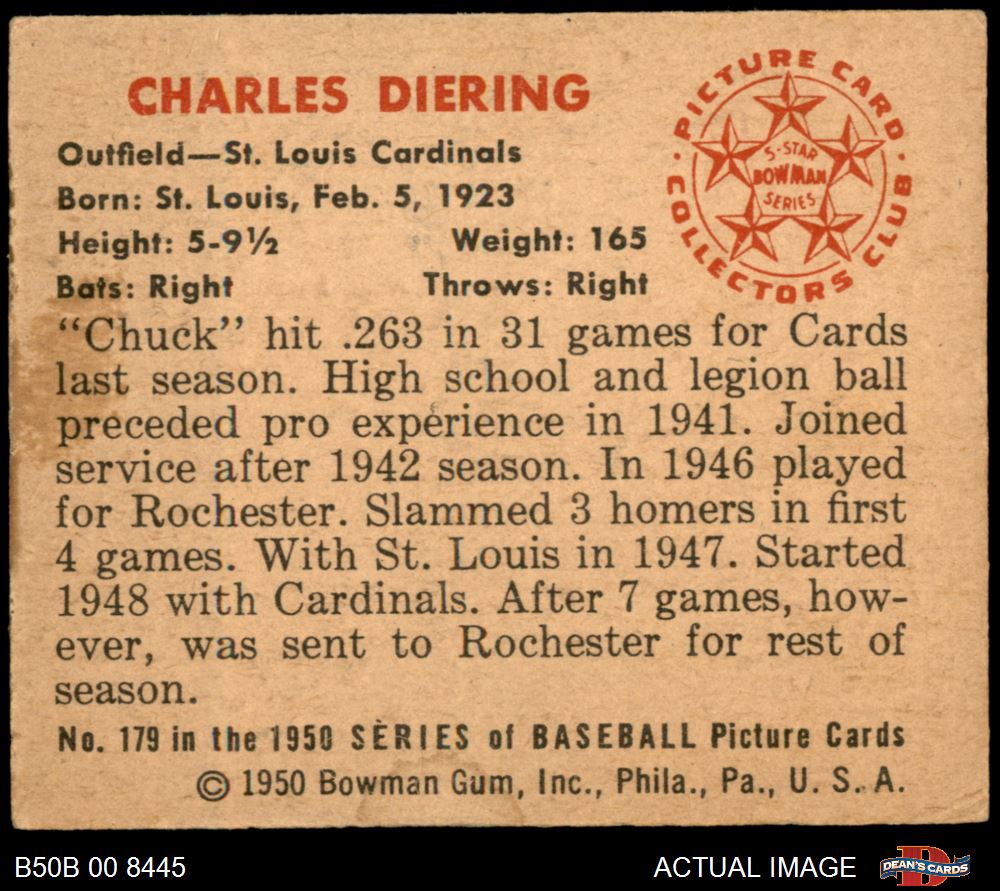 CHARLES DIERING
Outfield—St. Louis Cardinals
Born: St. Louis, Feb. 5, 1923
Height: 5-9½ Weight: 165
Bats: Right Throws: Right
PICTURE CARD
COLLECTORS CLUB
5-STAR
BOWMAN
SERIES
"Chuck" hit .263 in 31 games for Cards
last season. High school and legion ball
preceded pro experience in 1941. Joined
service after 1942 season. In 1946 played
for Rochester. Slammed 3 homers in first
4 games. With St. Louis in 1947. Started
1948 with Cardinals. After 7 games, how-
ever, was sent to Rochester for rest of
season.
No. 179 in the 1950 SERIES of BASEBALL Picture Cards
© 1950 Bowman Gum, Inc., Phila., Pa., U. S. A.
B50B 00 8445
ACTUAL IMAGE
DEAN'S CARDS